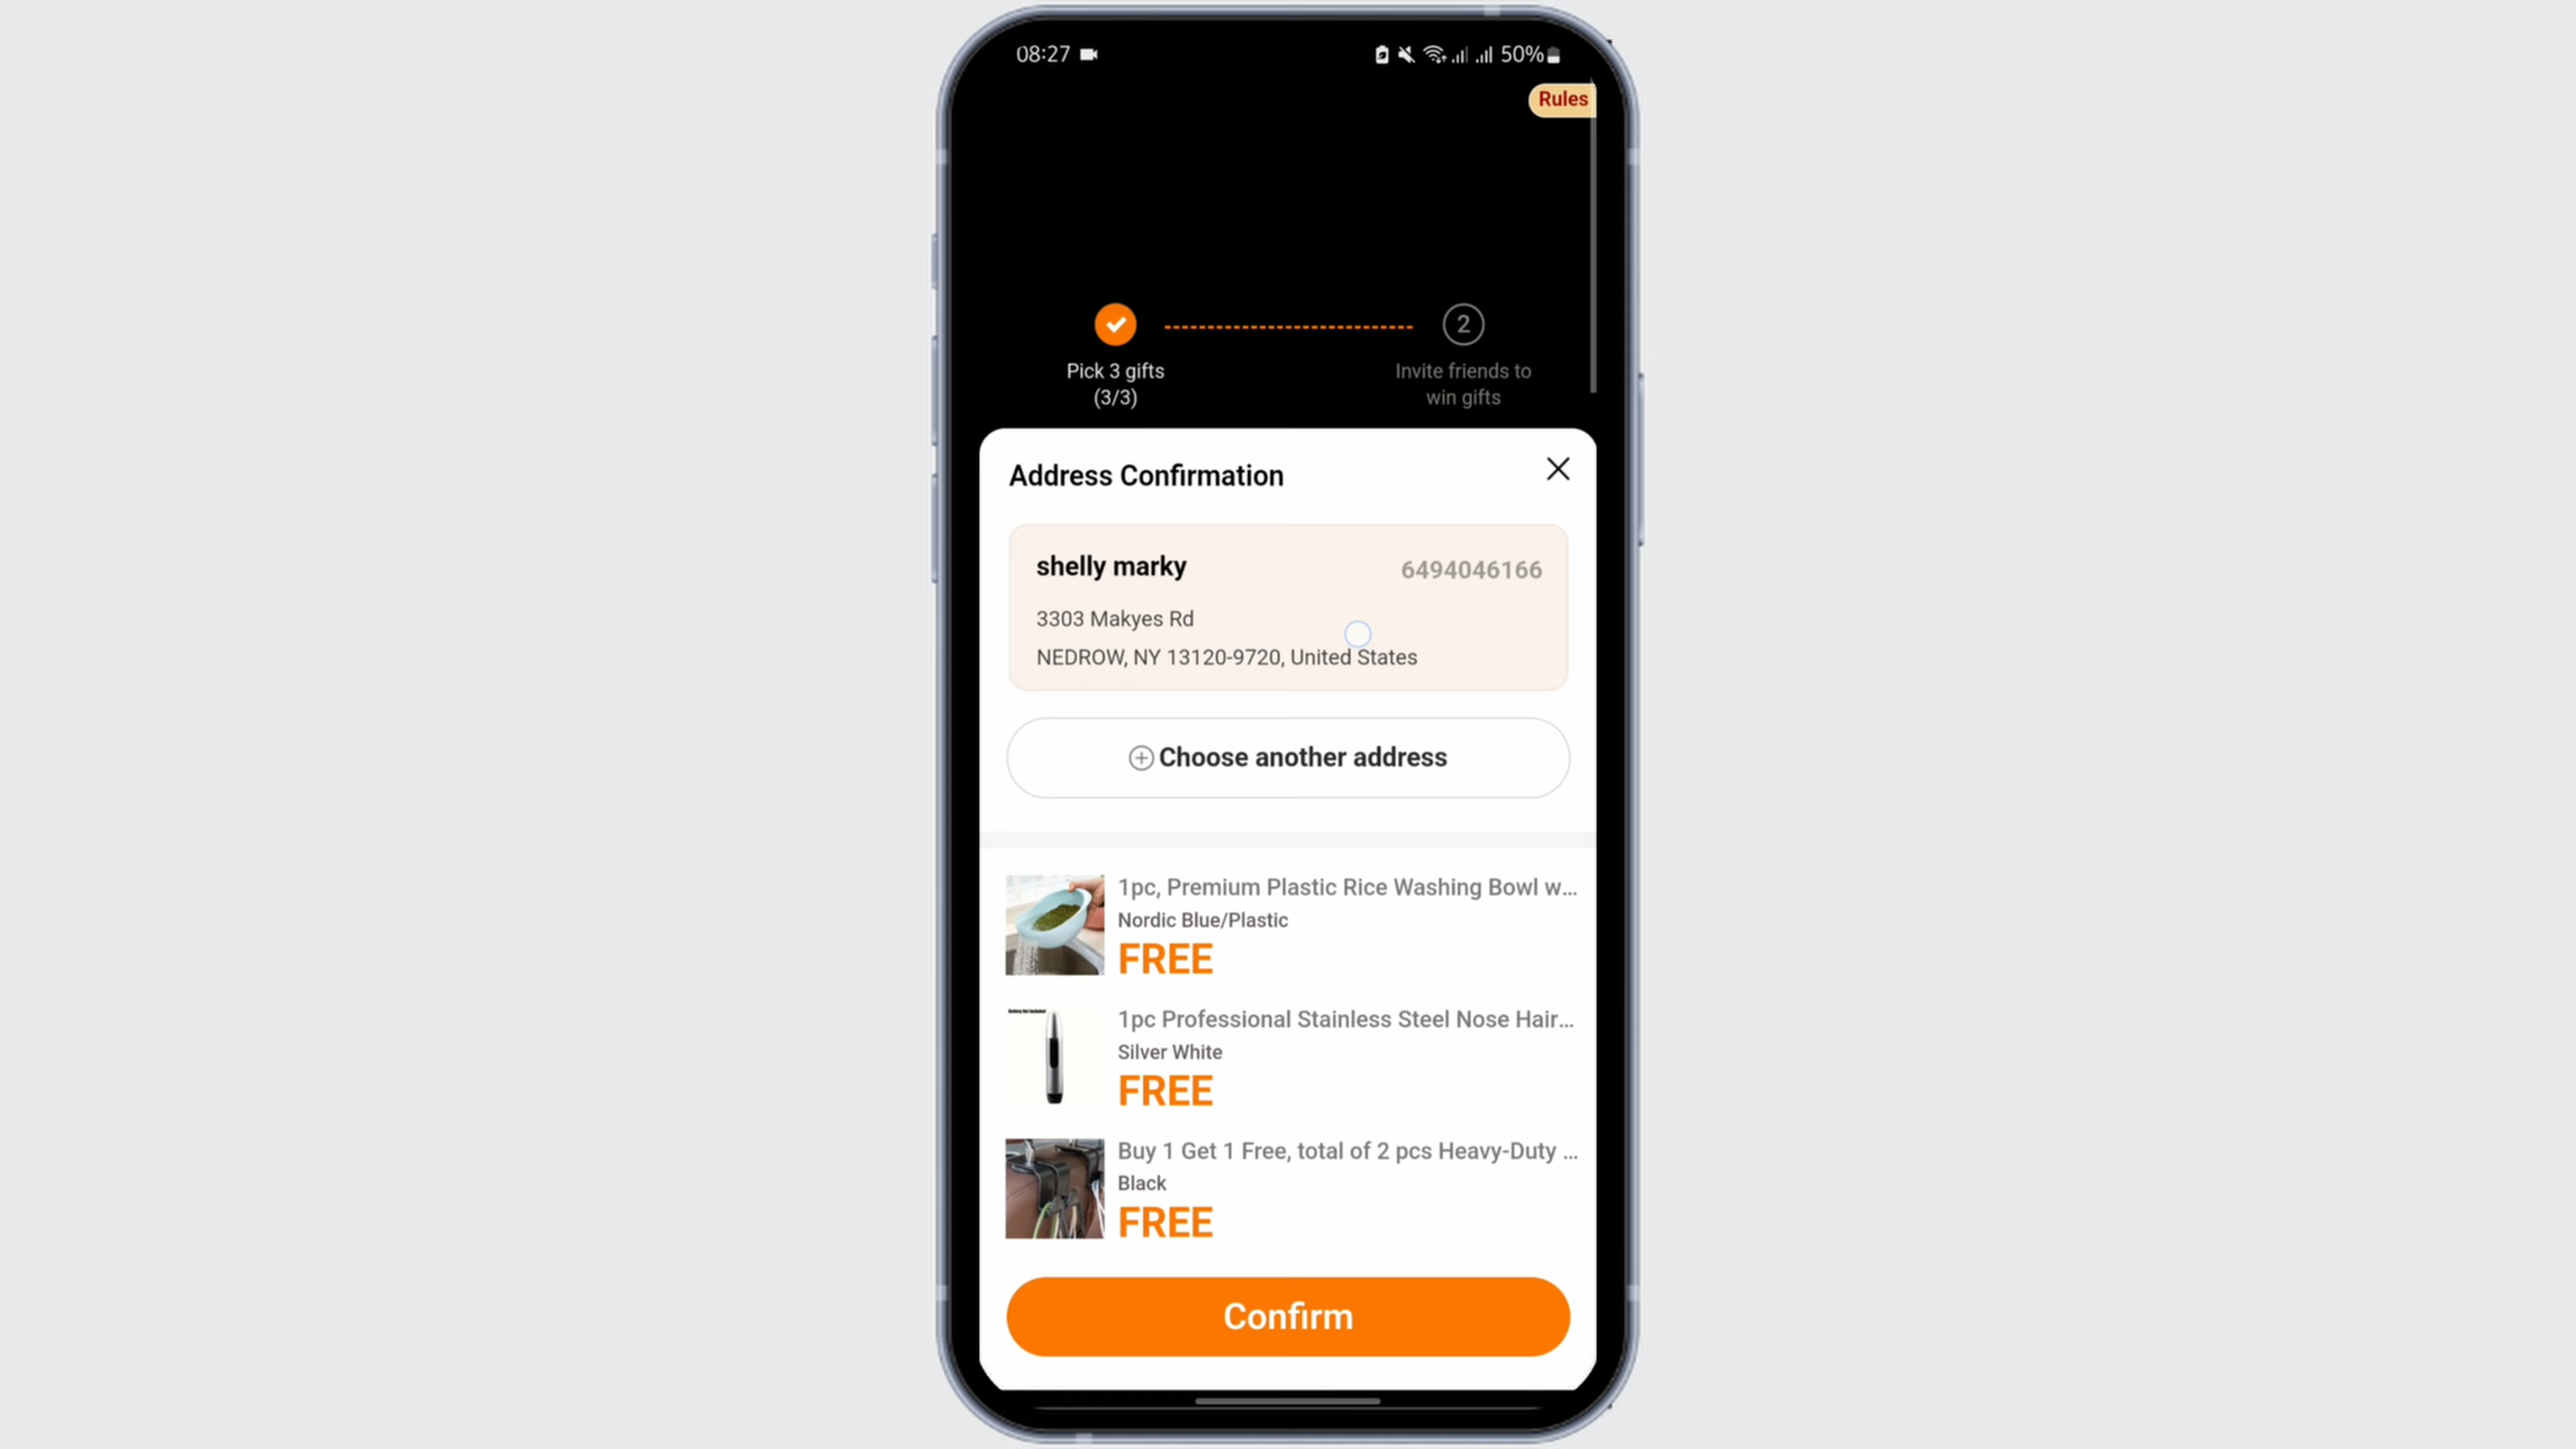 08:27
50%
Rules
2
Pick 3 gifts
(3/3)
Invite friends to
win gifts
Address Confirmation
shelly marky
6494046166
3303 Makyes Rd
NEDROW, NY 13120-9720, United States
Choose another address
1pc, Premium Plastic Rice Washing Bowl w...
Nordic Blue/Plastic
FREE
1pc Professional Stainless Steel Nose Hair...
Silver White
FREE
Buy 1 Get 1 Free, total of 2 pcs Heavy-Duty ...
Black
FREE
Confirm